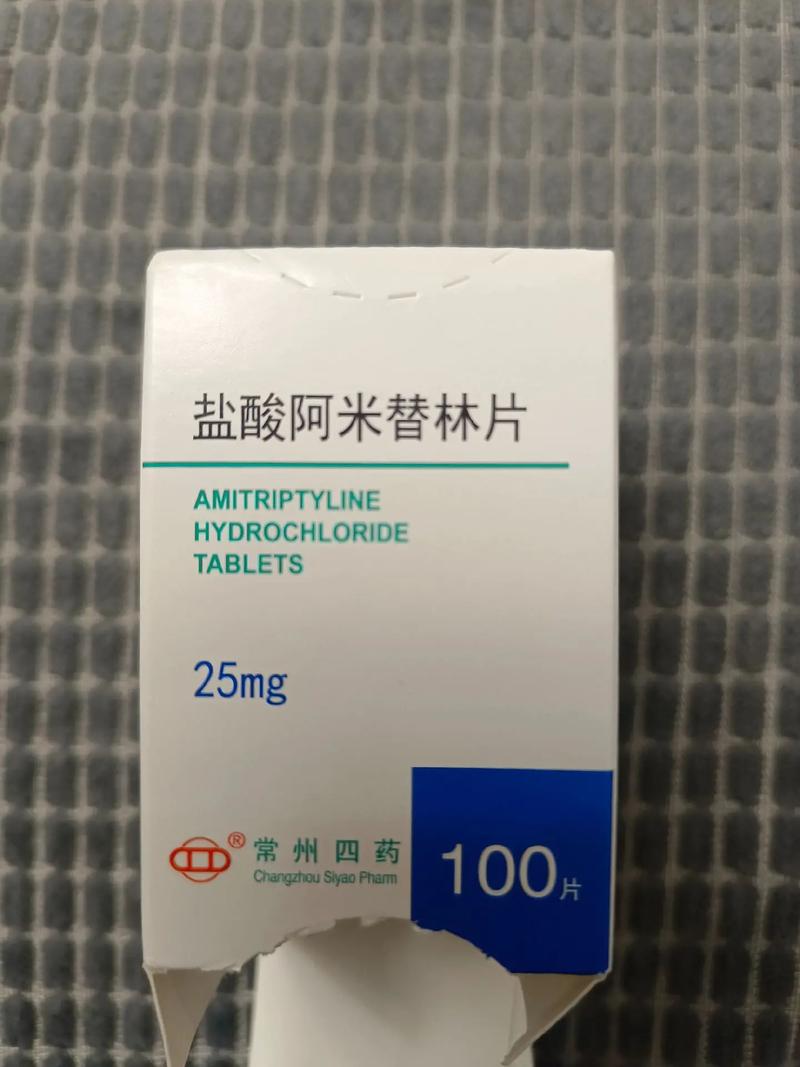 盐酸阿米替林片
AMITRIPTYLINE
HYDROCHLORIDE
TABLETS
25mg
® 常州四药
Changzhou Siyao Pharm
100片